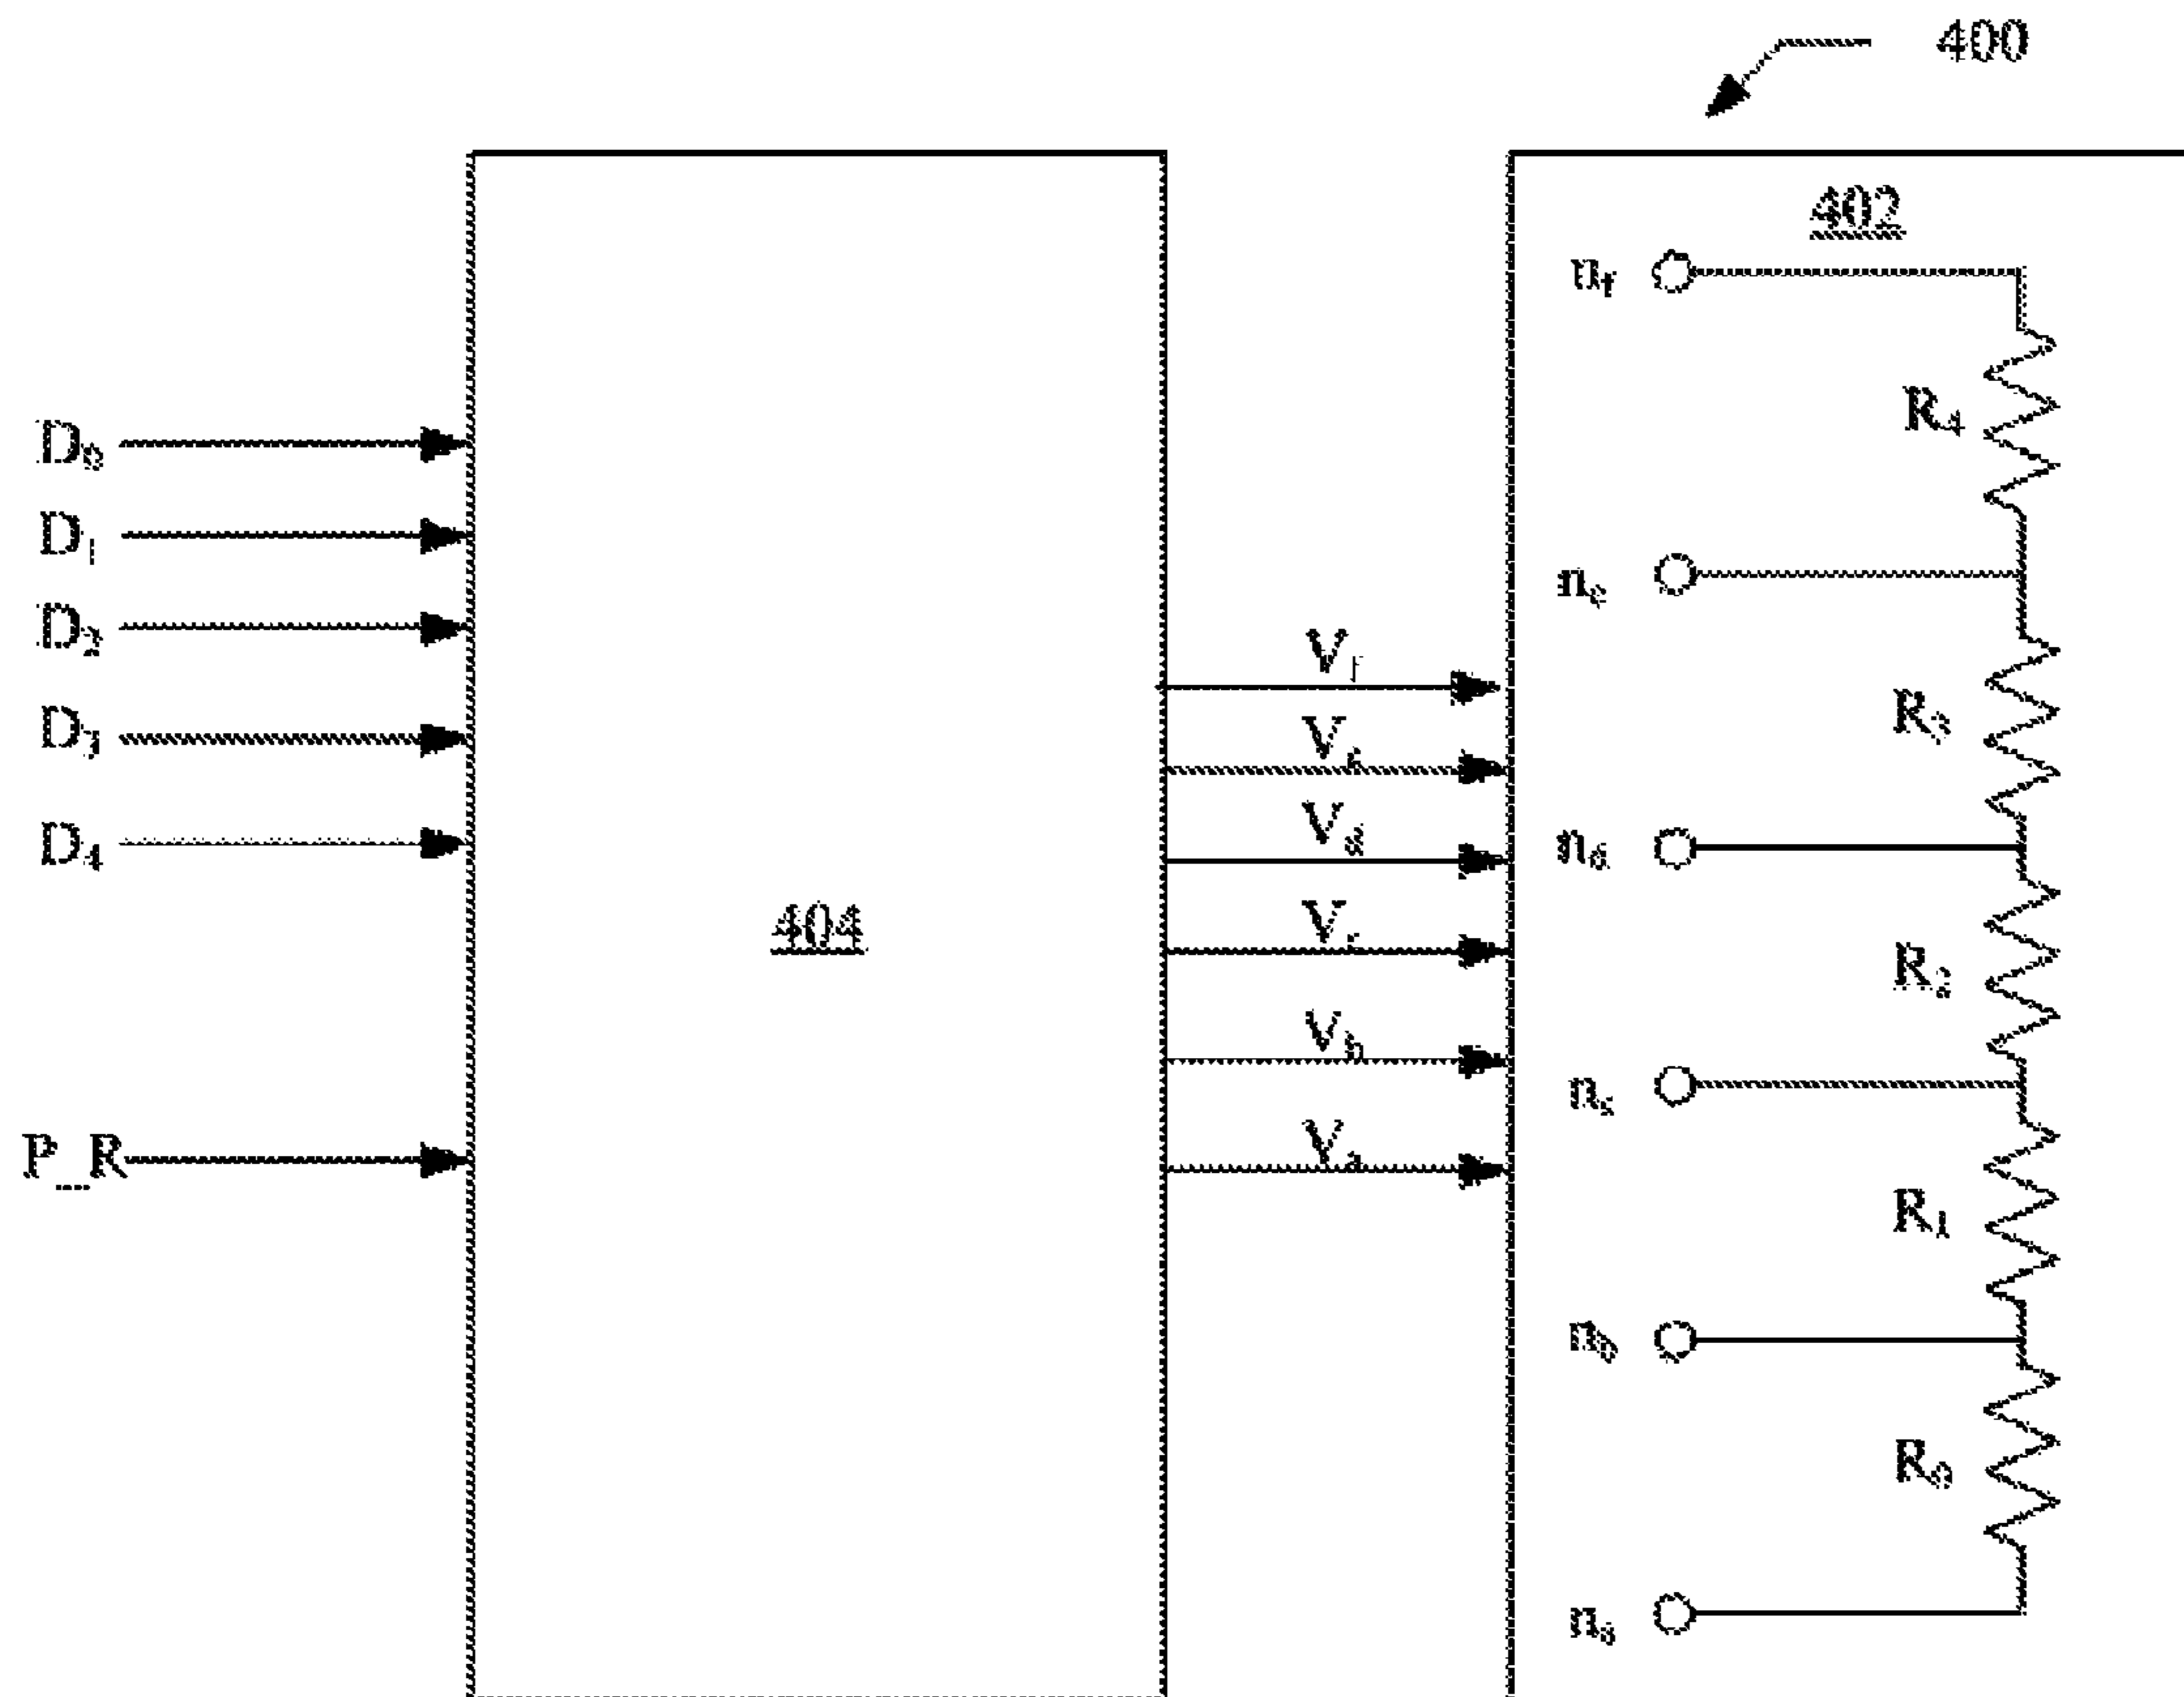 400
402
n_f
R_4
D_0
D_1
n_e
D_2
V_f
R_3
D_3
V_e
D_4
V_d
n_d
404
V_c
R_2
V_b
n_c
P_R
V_a
R_1
n_b
R_0
n_a